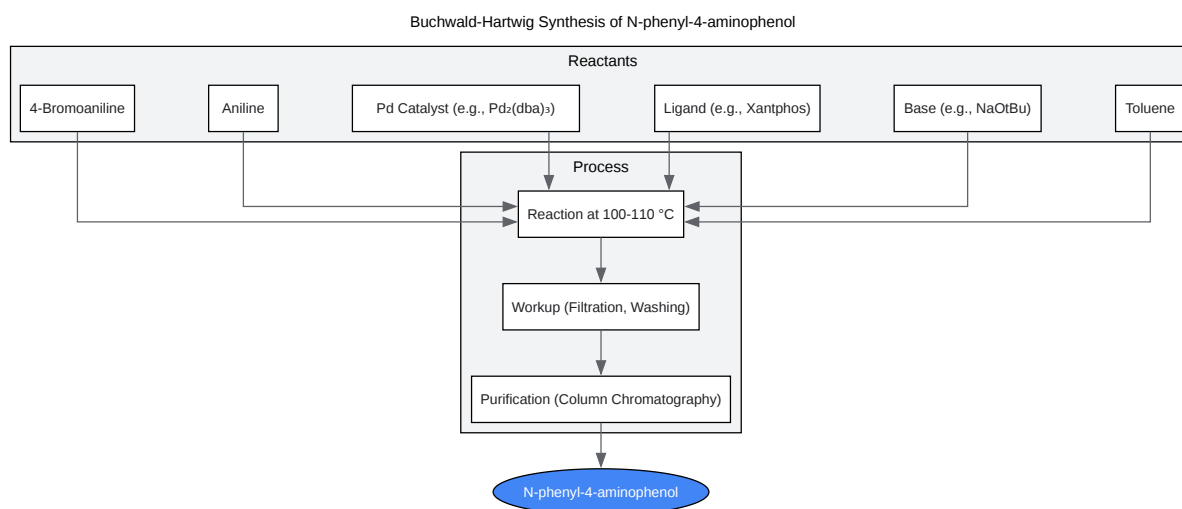 Buchwald-Hartwig Synthesis of N-phenyl-4-aminophenol
Reactants
4-Bromoaniline
Aniline
Pd Catalyst (e.g., Pd₂(dba)₃)
Ligand (e.g., Xantphos)
Base (e.g., NaOtBu)
Toluene
Process
Reaction at 100-110 °C
Workup (Filtration, Washing)
Purification (Column Chromatography)
N-phenyl-4-aminophenol